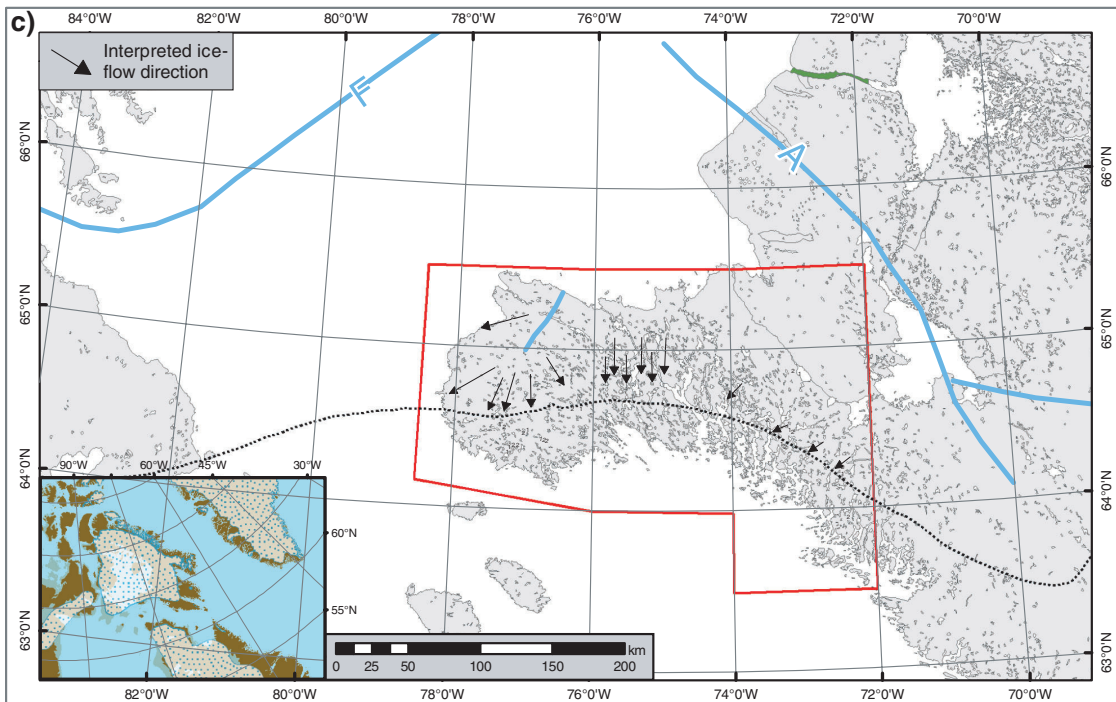 c)
84°0'W 82°0'W 80°0'W 78°0'W 76°0'W 74°0'W 72°0'W 70°0'W
Interpreted ice-
flow direction
F
A
66°0'N
66°0'N
65°0'N
65°0'N
64°0'N
64°0'N
63°0'N
63°0'N
90°W 60°W 45°W 30°W
60°N
55°N
0 25 50 100 150 200 km
82°0'W 80°0'W 78°0'W 76°0'W 74°0'W 72°0'W 70°0'W